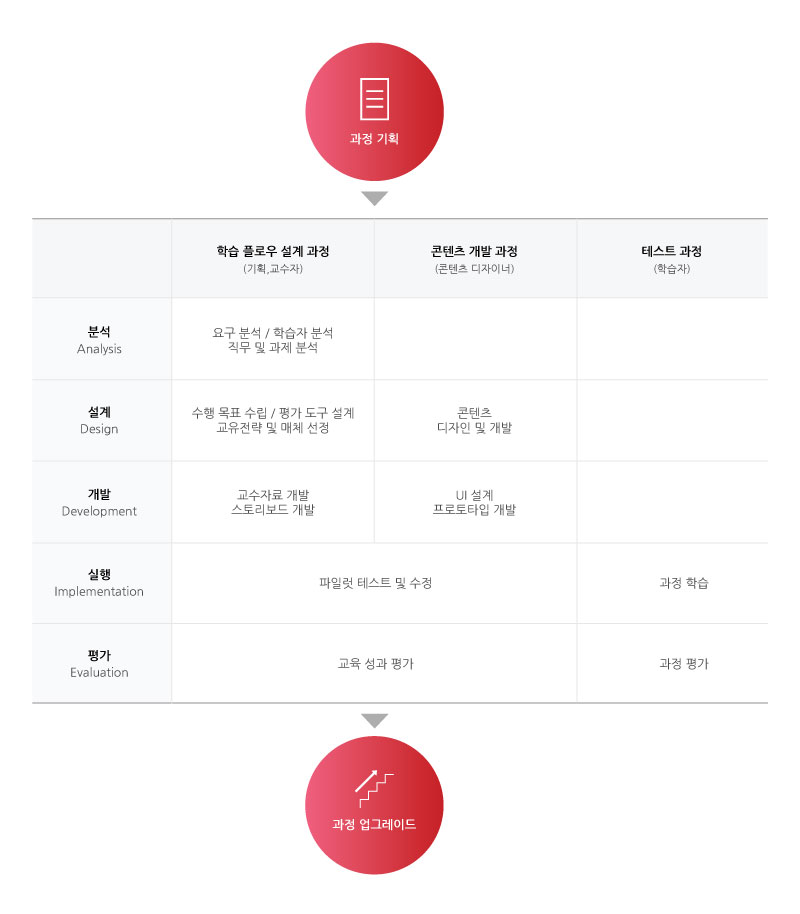 과정 기획
학습 플로우 설계 과정
(기획,교수자)
콘텐츠 개발 과정
(콘텐츠 디자이너)
테스트 과정
(학습자)
분석
Analysis
요구 분석 / 학습자 분석
직무 및 과제 분석
설계
Design
수행 목표 수립 / 평가 도구 설계
교유전략 및 매체 선정
콘텐츠
디자인 및 개발
개발
Development
교수자료 개발
스토리보드 개발
UI 설계
프로토타입 개발
실행
Implementation
파일럿 테스트 및 수정
과정 학습
평가
Evaluation
교육 성과 평가
과정 평가
과정 업그레이드